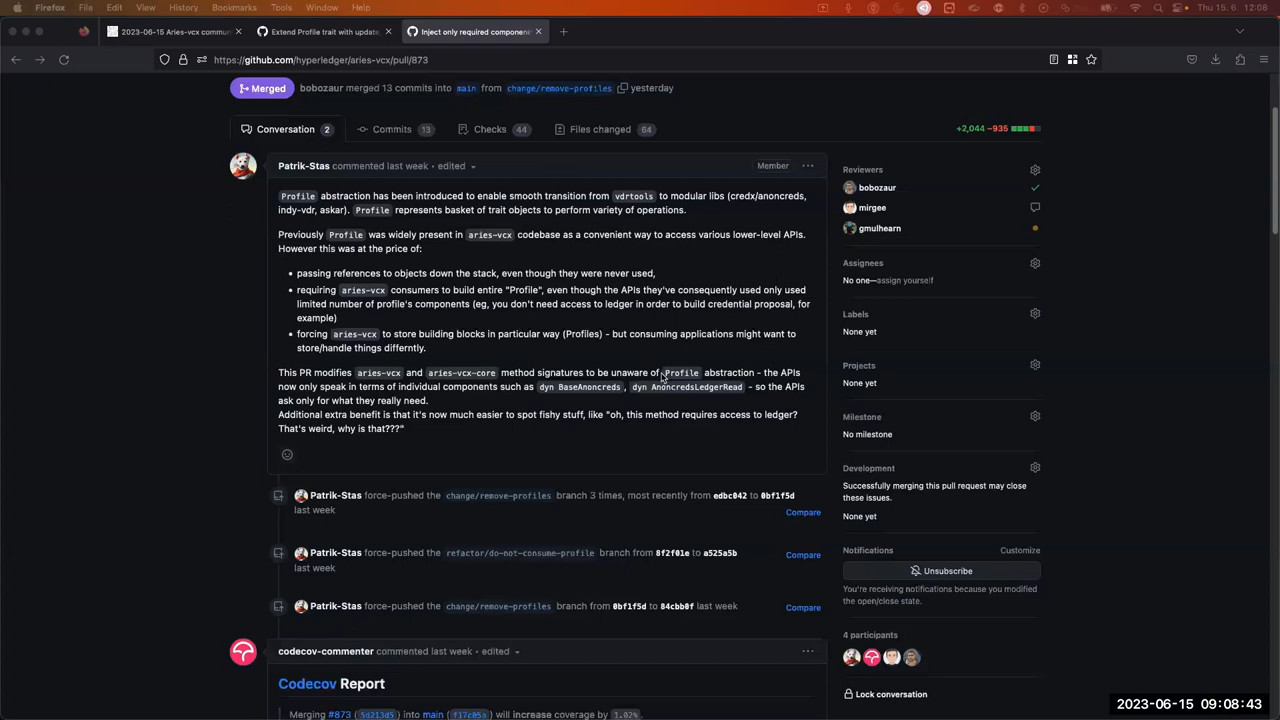 Firefox File Edit View History Bookmarks Tools Window Help Thu 15. 6. 12:08
2023-06-15 Aries-vcx commu Extend Profile trait with update_ Inject only required componen
https://github.com/hyperledger/aries-vcx/pull/873
Merged bobozaur merged 13 commits into main from change/remove-profiles yesterday
Conversation 2 Commits 13 Checks 44 Files changed 64 +2,044 −935
Patrik-Stas commented last week • edited Member
Profile abstraction has been introduced to enable smooth transition from vdrtools to modular libs (credx/anoncreds,
indy-vdr, askar). Profile represents basket of trait objects to perform variety of operations.
Previously Profile was widely present in aries-vcx codebase as a convenient way to access various lower-level APIs.
However this was at the price of:
• passing references to objects down the stack, even though they were never used,
• requiring aries-vcx consumers to build entire "Profile", even though the APIs they've consequently used only used
limited number of profile's components (eg, you don't need access to ledger in order to build credential proposal, for
example)
• forcing aries-vcx to store building blocks in particular way (Profiles) - but consuming applications might want to
store/handle things differntly.
This PR modifies aries-vcx and aries-vcx-core method signatures to be unaware of Profile abstraction - the APIs
now only speak in terms of individual components such as dyn BaseAnoncreds, dyn AnoncredsLedgerRead - so the APIs
ask only for what they really need.
Additional extra benefit is that it's now much easier to spot fishy stuff, like "oh, this method requires access to ledger?
That's weird, why is that???"
Patrik-Stas force-pushed the change/remove-profiles branch 3 times, most recently from edbc042 to 0bf1f5d
last week
Compare
Patrik-Stas force-pushed the refactor/do-not-consume-profile branch from 8f2f01e to a525a5b
last week
Compare
Patrik-Stas force-pushed the change/remove-profiles branch from 0bf1f5d to 84cbb0f last week
Compare
codecov-commenter commented last week • edited
Codecov Report
Merging #873 (5d213d5) into main (f17c05a) will increase coverage by 1.02%.
Reviewers
bobozaur
mirgee
gmulhearn
Assignees
No one—assign yourself
Labels
None yet
Projects
None yet
Milestone
No milestone
Development
Successfully merging this pull request may close
these issues.
None yet
Notifications Customize
Unsubscribe
You're receiving notifications because you modified
the open/close state.
4 participants
Lock conversation
2023-06-15 09:08:43